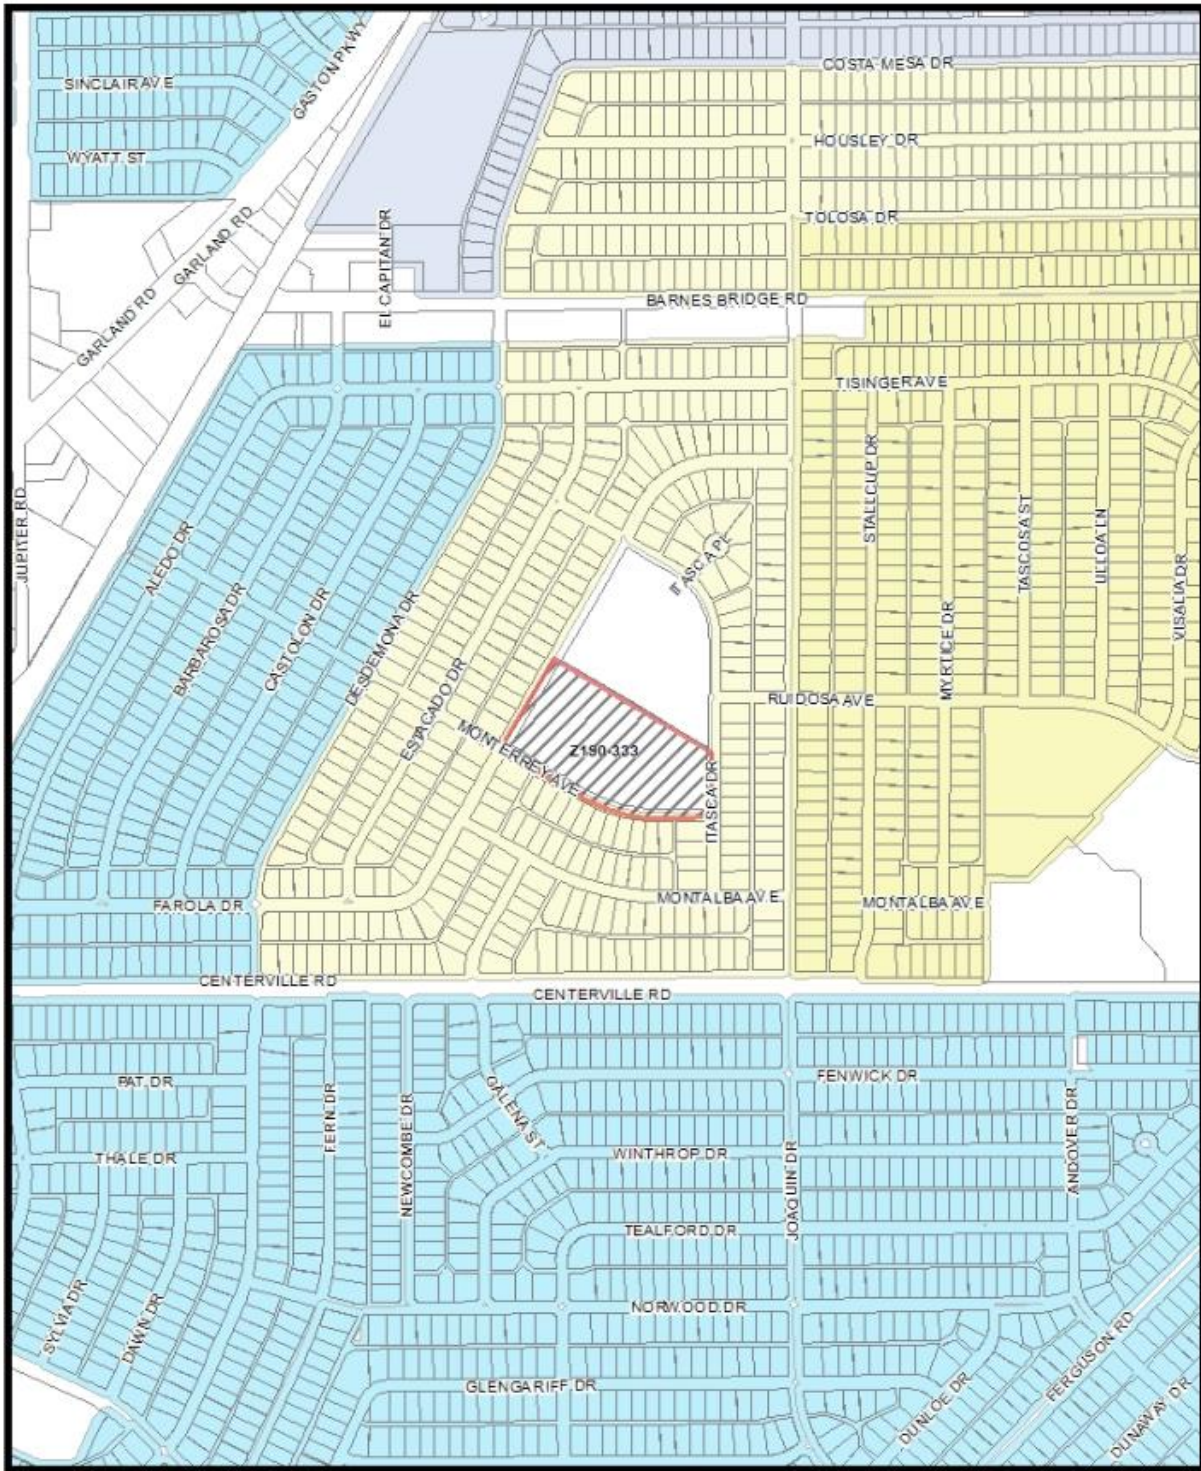 SINCLAIR AVE
GASTON PKWY
COSTA MESA DR
HOUSLEY DR
WYATT ST
TOLOSA DR
GARLAND RD
EL CAPITAN DR
BARNES BRIDGE RD
GARLAND RD
TISINGER AVE
STALLCUP DR
JUPITER RD
TASCOSA ST
ULLOA LN
ALEDO DR
ITASCA PL
VISALIA DR
BARBAROSA DR
CASTOLON DR
DESDEMONA DR
MYRTICE DR
ESTACADO DR
RUIDOSA AVE
MONTERREY AVE
Z190-333
ITASCA DR
FAROLA DR
MONTALBA AVE
MONTALBA AVE
CENTERVILLE RD
CENTERVILLE RD
PAT DR
FERN DR
NEWCOMBE DR
GALENA ST
FENWICK DR
ANDOVER DR
THALE DR
WINTHROP DR
JOAQUIN DR
TEALFORD DR
SYLVIA DR
DAWN DR
NORWOOD DR
FERGUSON RD
GLENGARIFF DR
DUNLOE DR
DUNAWAY DR